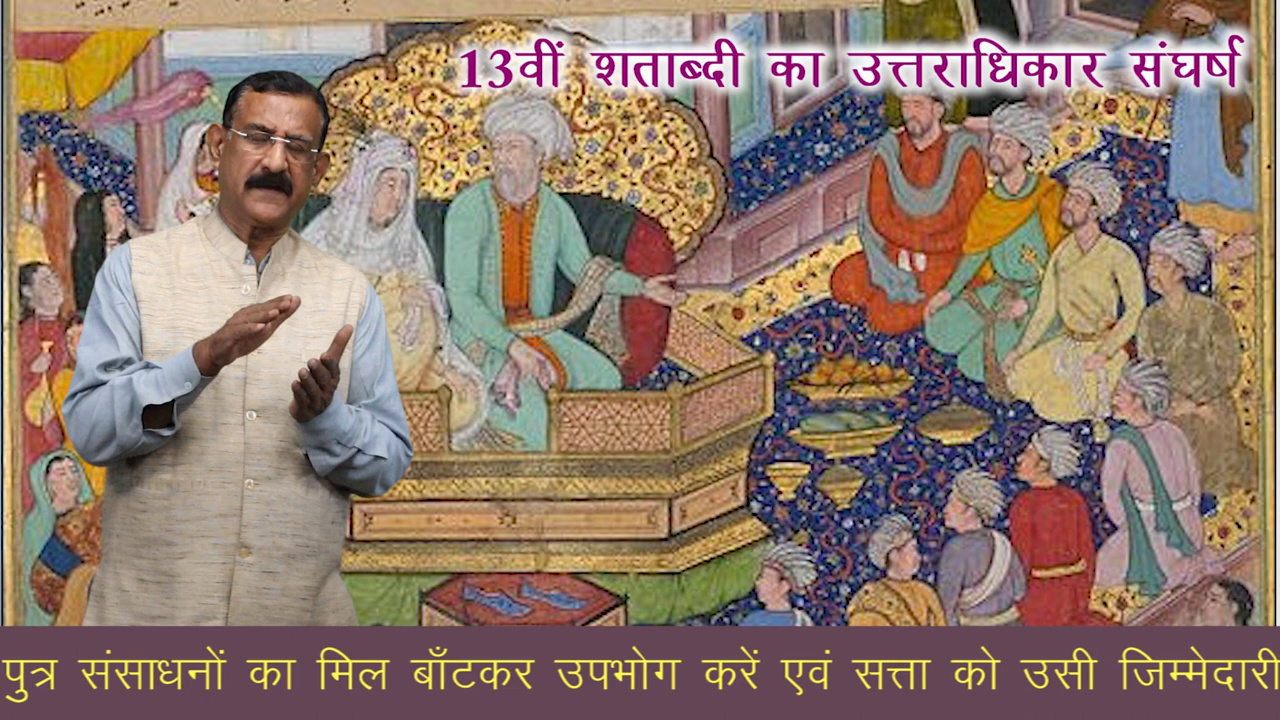 13वीं शताब्दी का उत्तराधिकार संघर्ष
पुत्र संसाधनों का मिल बाँटकर उपभोग करें एवं सत्ता को उसी जिम्मेदारी